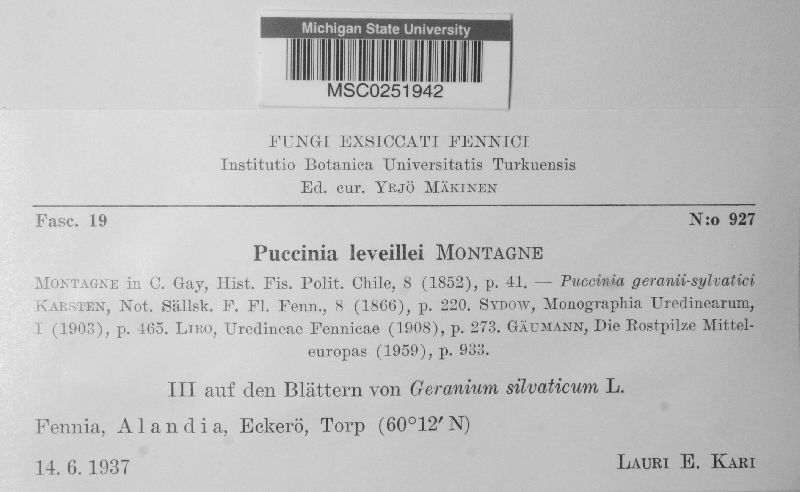 Michigan State University
MSC0251942
FUNGI EXSICCATI FENNICI
Institutio Botanica Universitatis Turkuensis
Ed. cur. YRJÖ MÄKINEN
Fasc. 19 N:o 927
Puccinia leveillei MONTAGNE
MONTAGNE in C. Gay, Hist. Fis. Polit. Chile, 8 (1852), p. 41. — Puccinia geranii-sylvatici
KARSTEN, Not. Sällsk. F. Fl. Fenn., 8 (1866), p. 220. SYDOW, Monographia Uredinearum,
I (1903), p. 465. LIRO, Uredineae Fennicae (1908), p. 273. GÄUMANN, Die Rostpilze Mittel-
europas (1959), p. 933.
III auf den Blättern von Geranium silvaticum L.
Fennia, Alandia, Eckerö, Torp (60°12′ N)
14. 6. 1937 LAURI E. KARI